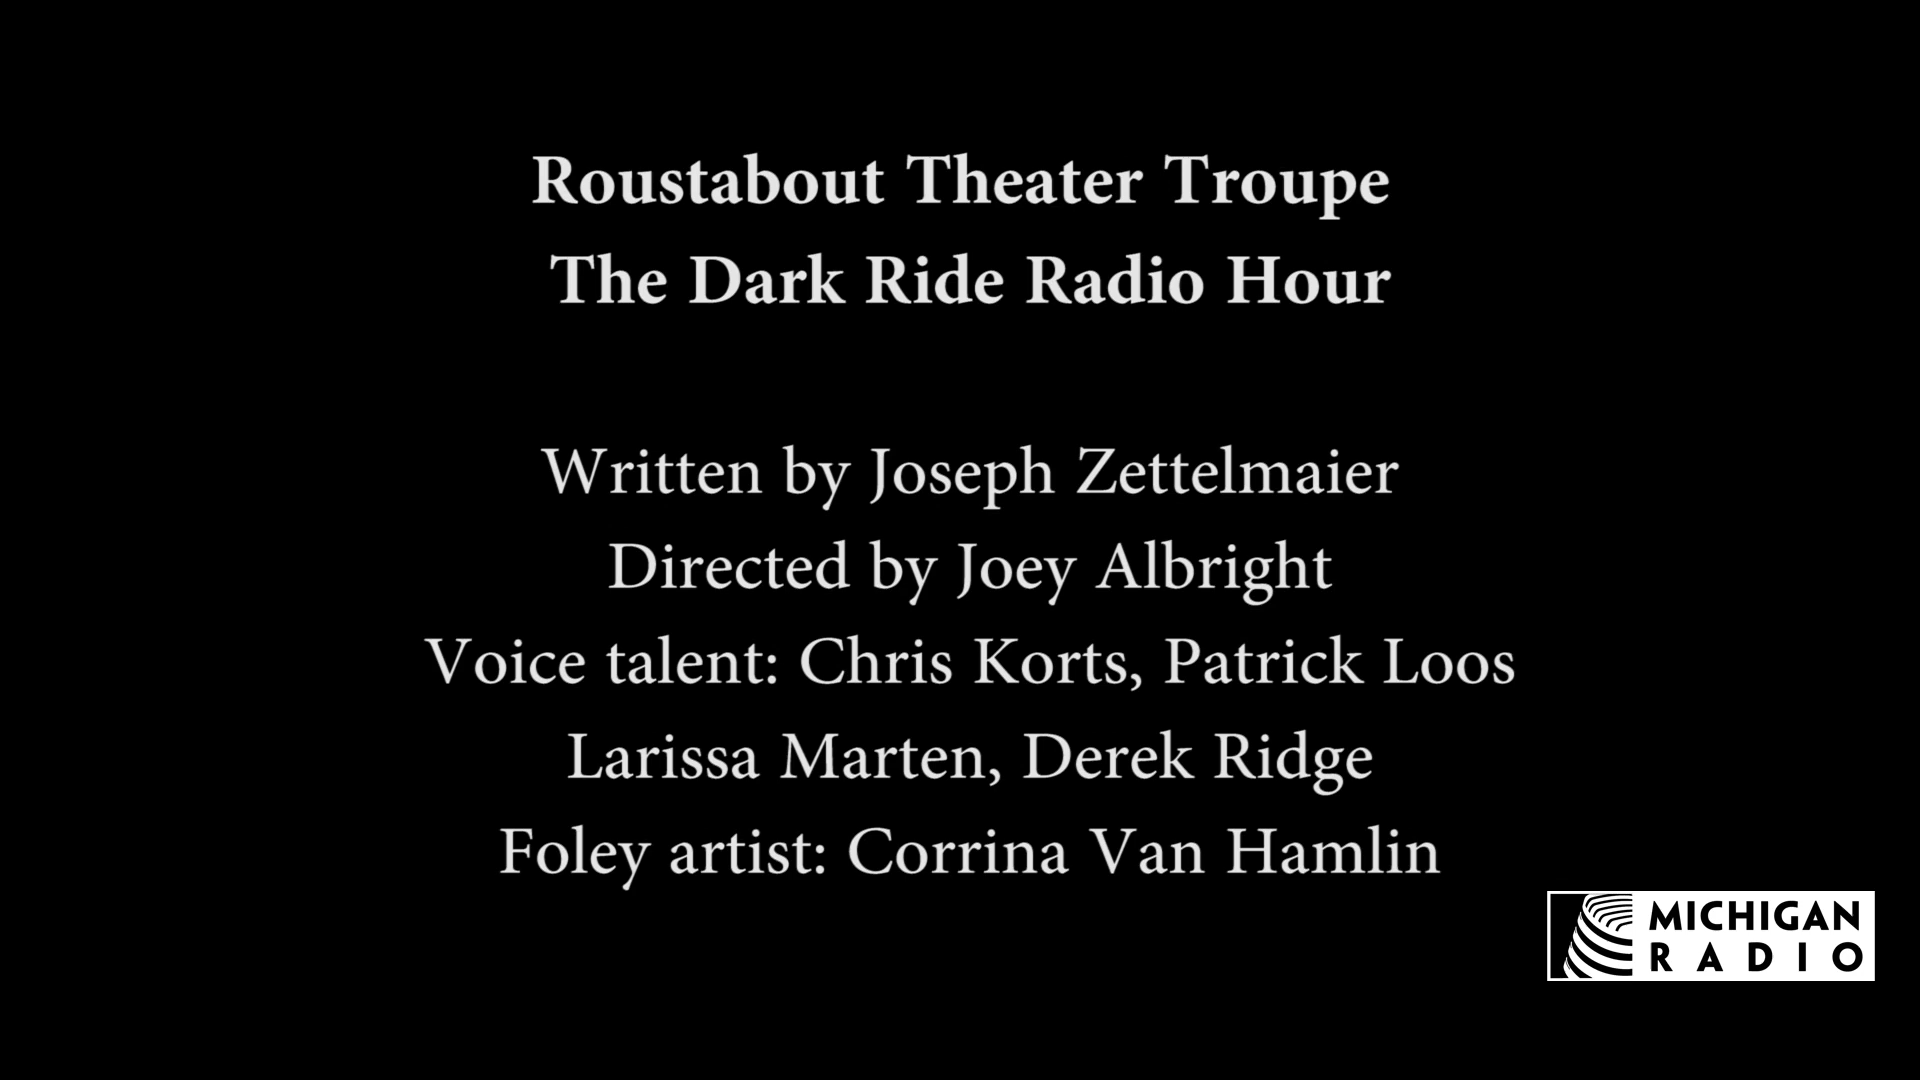 Roustabout Theater Troupe
The Dark Ride Radio Hour
Written by Joseph Zettelmaier
Directed by Joey Albright
Voice talent: Chris Korts, Patrick Loos
Larissa Marten, Derek Ridge
Foley artist: Corrina Van Hamlin
MICHIGAN
RADIO